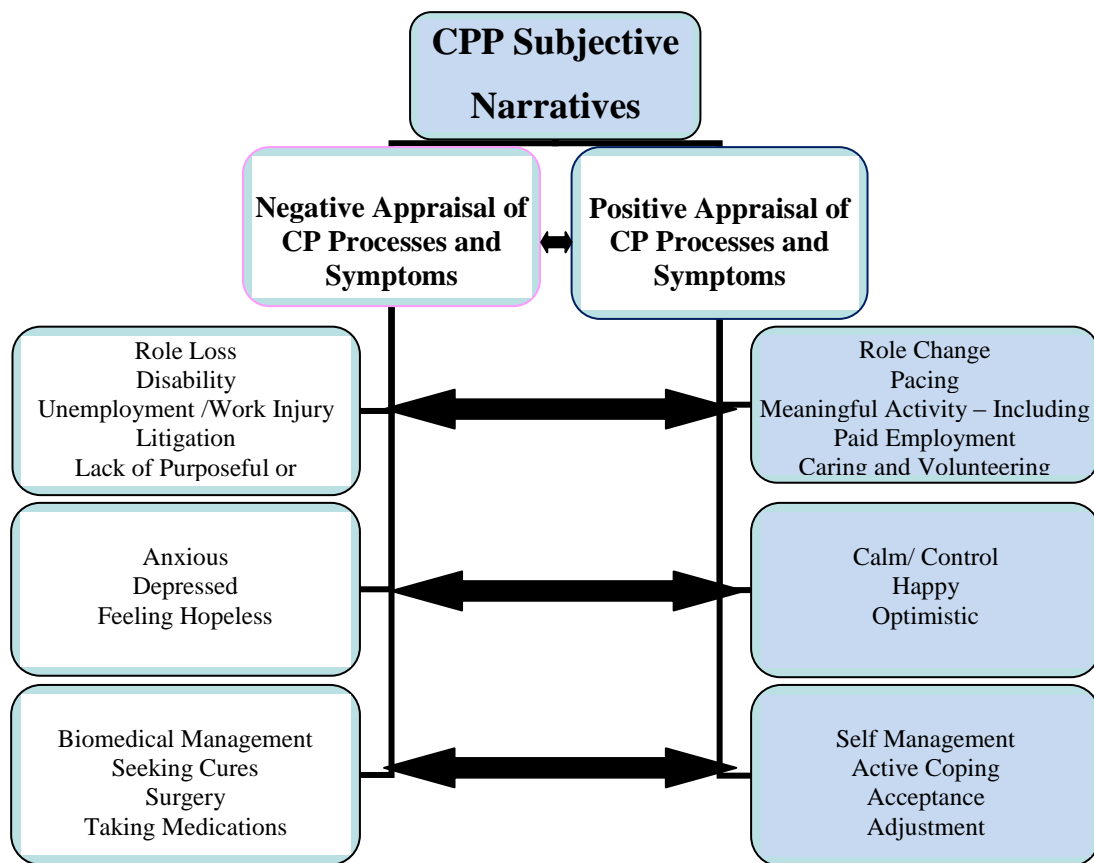 CPP Subjective
Narratives
Negative Appraisal of
CP Processes and
Symptoms
Positive Appraisal of
CP Processes and
Symptoms
Role Loss
Disability
Unemployment /Work Injury
Litigation
Lack of Purposeful or
Role Change
Pacing
Meaningful Activity – Including
Paid Employment
Caring and Volunteering
Anxious
Depressed
Feeling Hopeless
Calm/ Control
Happy
Optimistic
Biomedical Management
Seeking Cures
Surgery
Taking Medications
Self Management
Active Coping
Acceptance
Adjustment